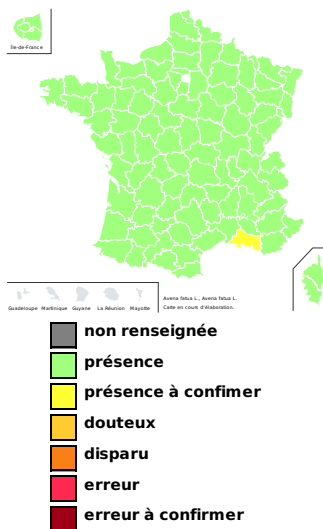 Île-de-France
Guadeloupe Martinique Guyane La Réunion Mayotte
Avena fatua L., Avena fatua L.
Carte en cours d'élaboration.
non renseignée
présence
présence à confimer
douteux
disparu
erreur
erreur à confirmer